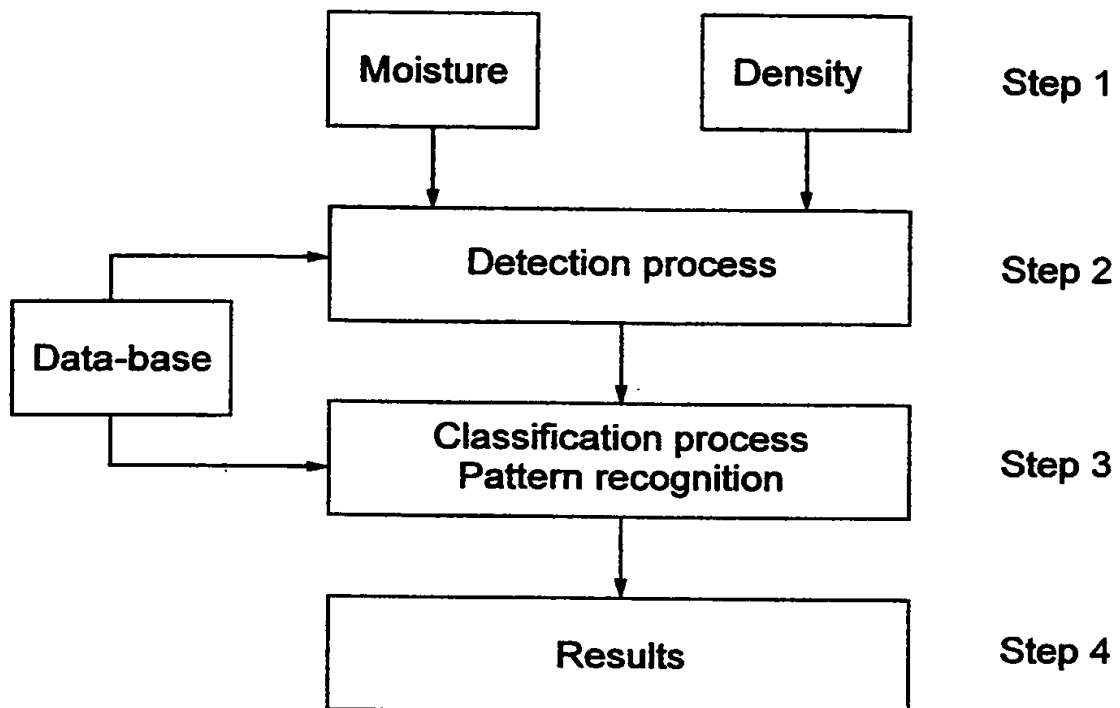 Moisture
Density
Step 1
Detection process
Step 2
Data-base
Classification process
Pattern recognition
Step 3
Results
Step 4